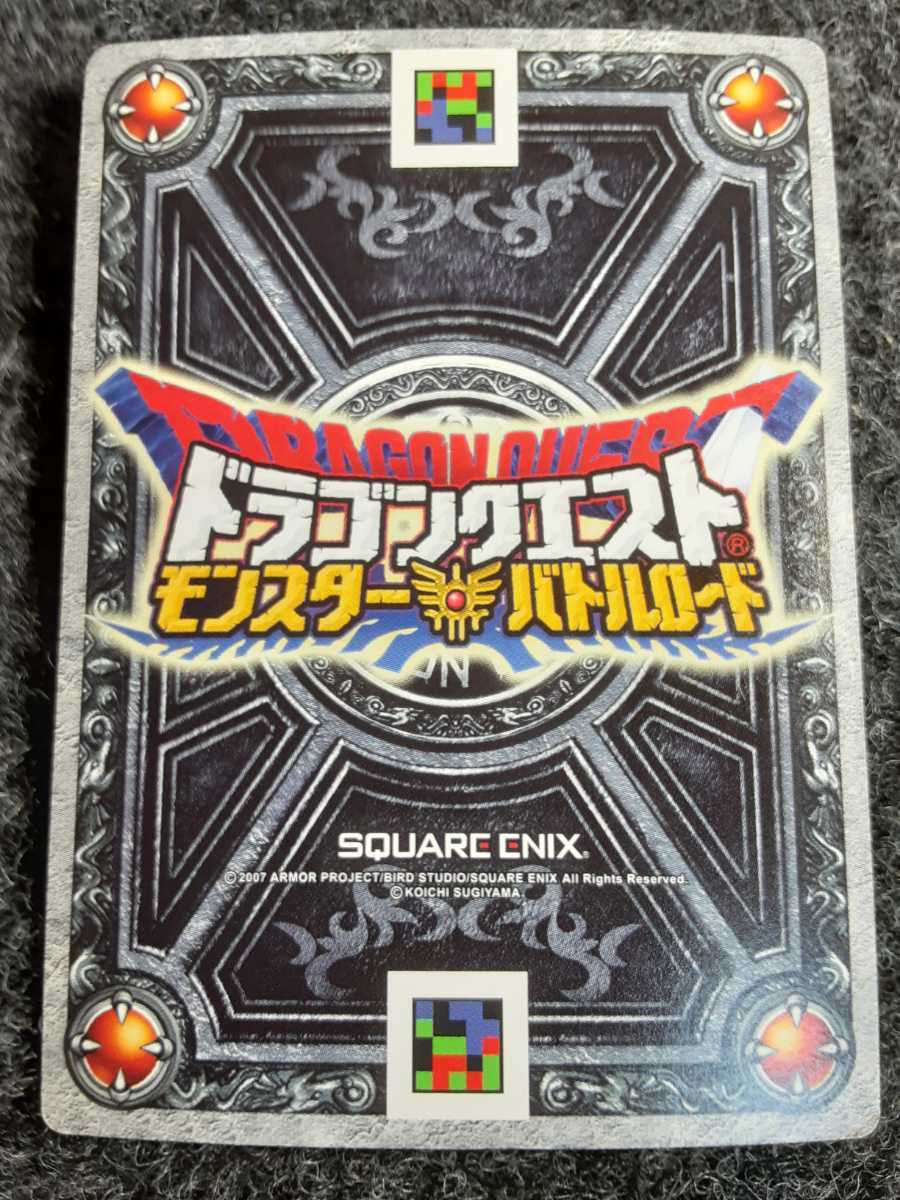 DRAGON QUEST
ドラゴンクエスト®
モンスター バトルロード
SQUARE ENIX.
©2007 ARMOR PROJECT/BIRD STUDIO/SQUARE ENIX All Rights Reserved.
©KOICHI SUGIYAMA.